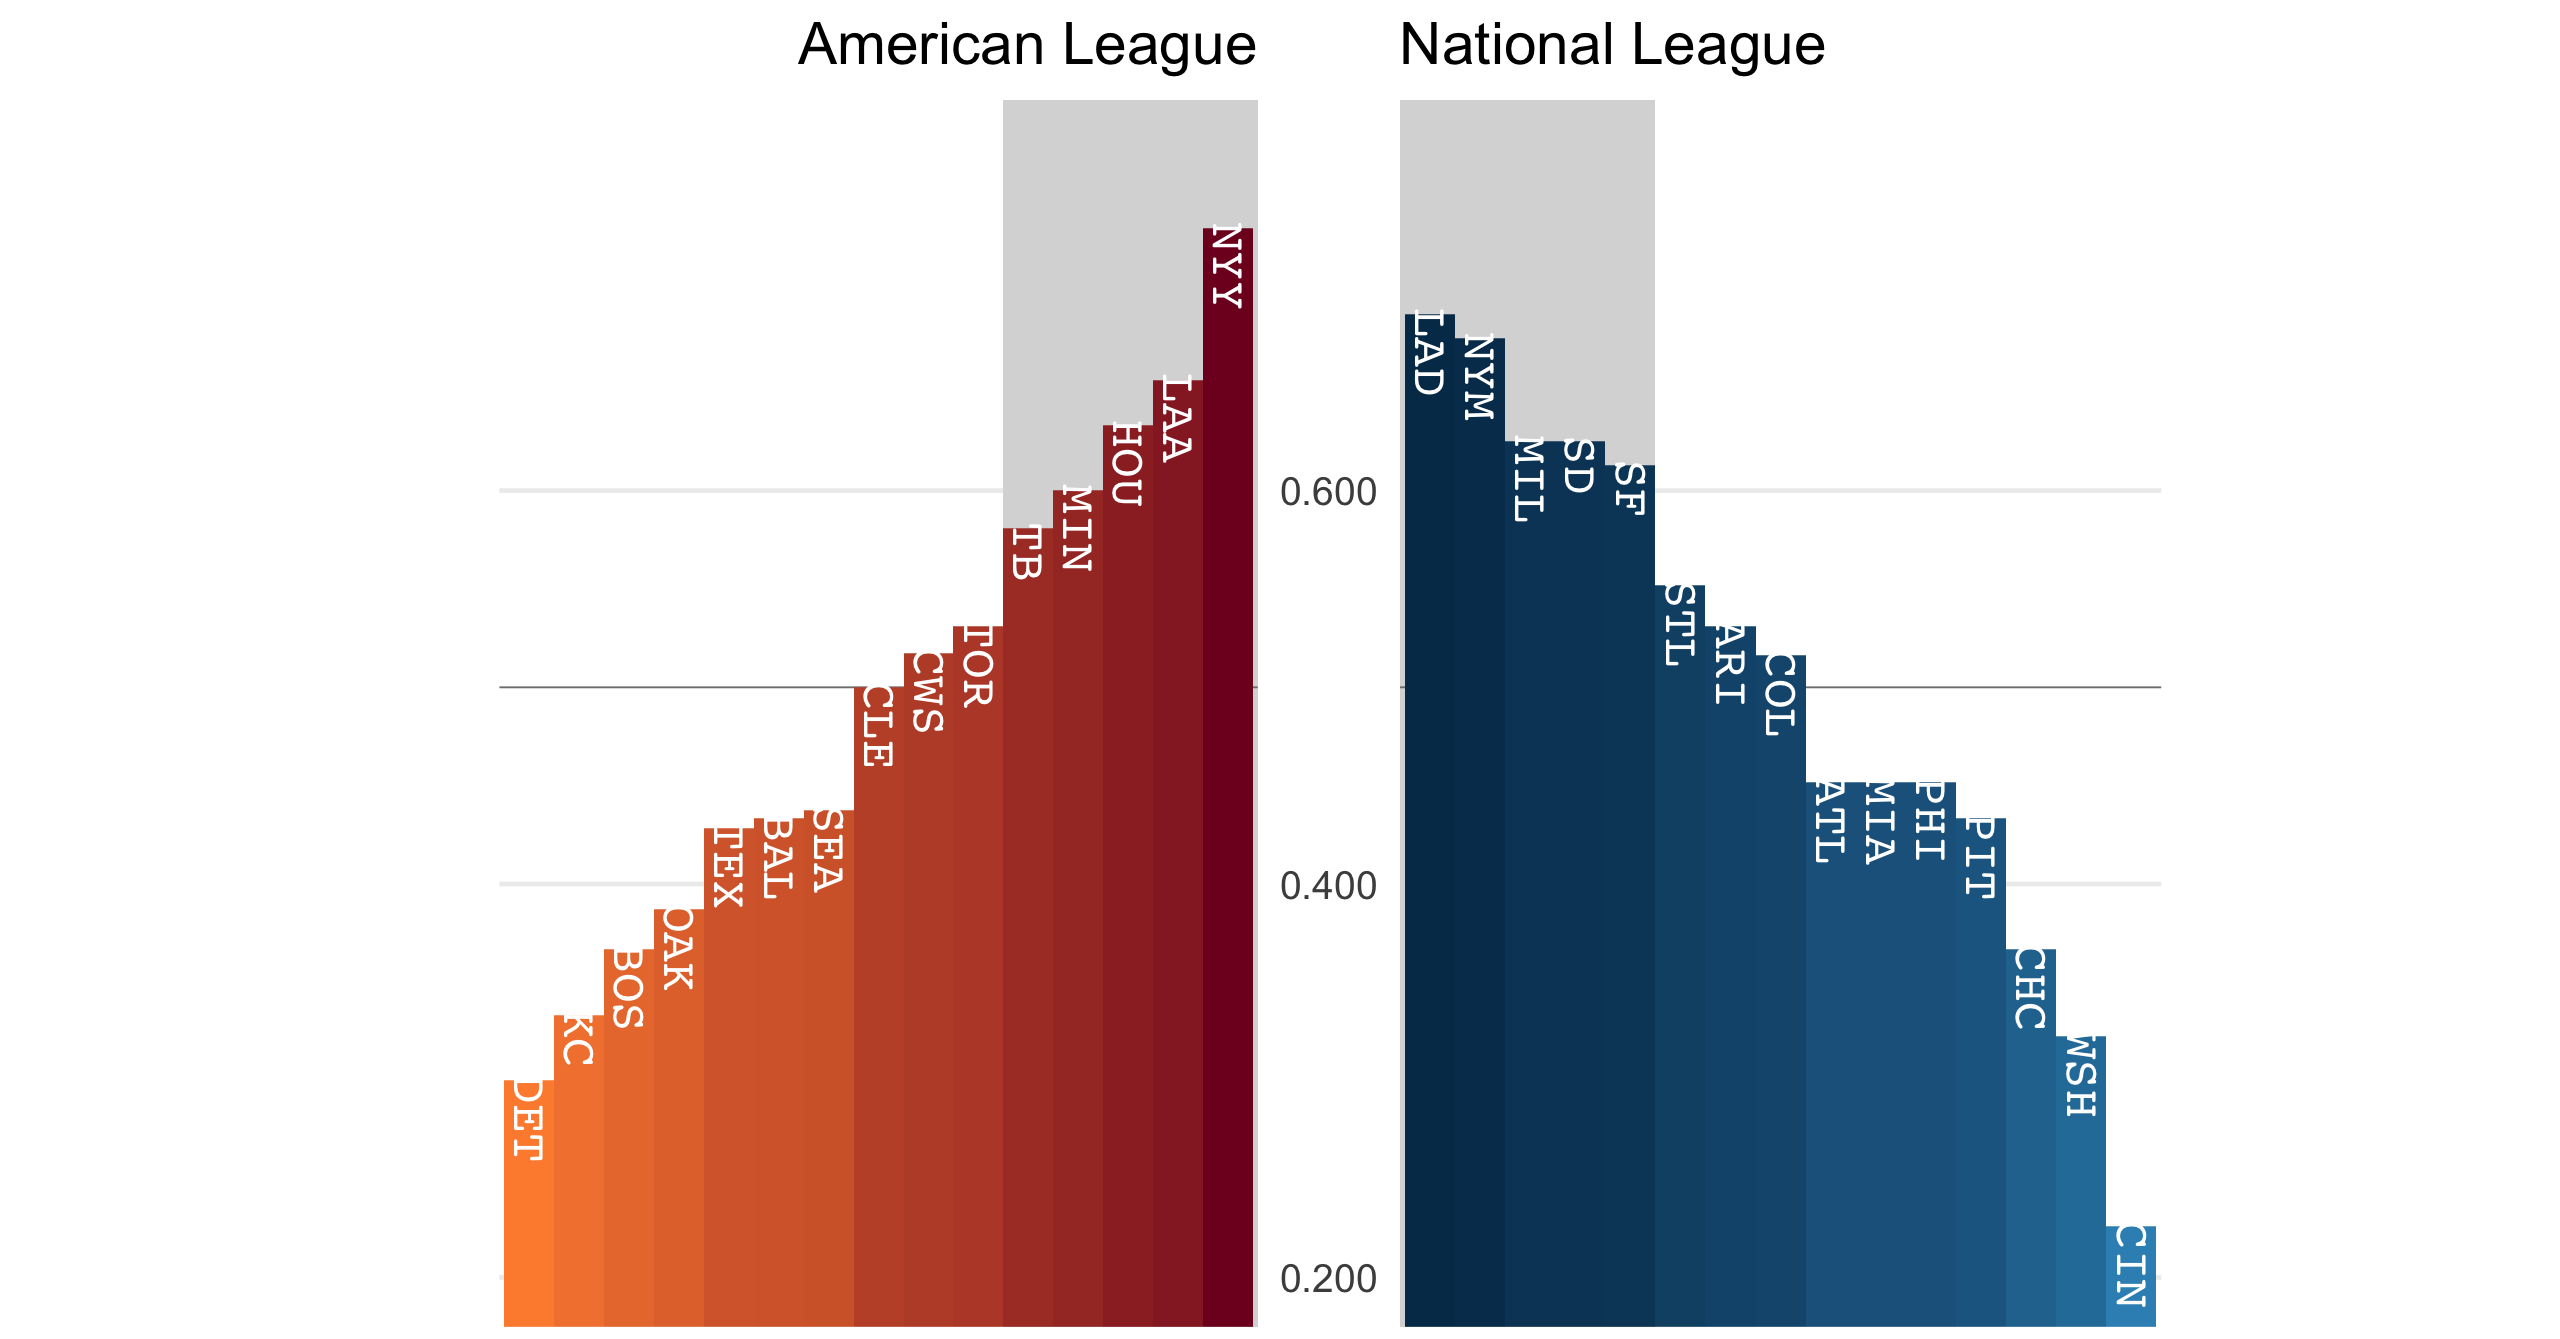 American League
National League
NYY
LAA
HOU
MIN
TB
TOR
CWS
CLE
SEA
BAL
TEX
OAK
BOS
KC
DET
0.600
0.400
0.200
LAD
NYM
MIL
SD
SF
STL
ARI
COL
ATL
MIA
PHI
PIT
CHC
WSH
CIN